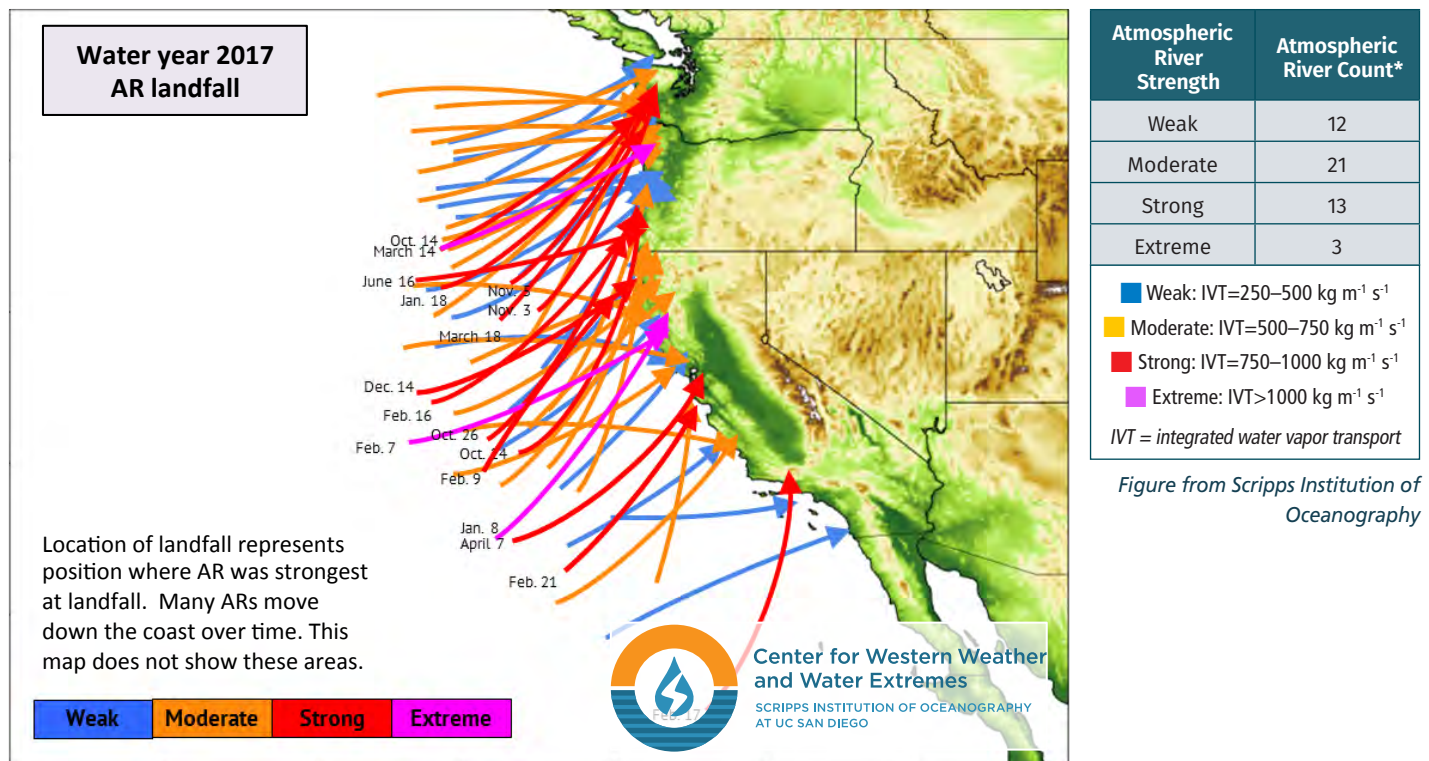 Water year 2017
AR landfall
Oct. 14
March 14
June 16
Jan. 18
Nov. 5
Nov. 3
March 18
Dec. 14
Feb. 16
Feb. 7
Oct. 26
Oct. 24
Feb. 9
Jan. 8
April 7
Feb. 21
Feb. 17
Location of landfall represents
position where AR was strongest
at landfall.  Many ARs move
down the coast over time. This
map does not show these areas.
Weak
Moderate
Strong
Extreme
Center for Western Weather
and Water Extremes
SCRIPPS INSTITUTION OF OCEANOGRAPHY
AT UC SAN DIEGO
Atmospheric River Strength
Atmospheric River Count*
Weak 12
Moderate 21
Strong 13
Extreme 3
Weak: IVT=250–500 kg m⁻¹ s⁻¹
Moderate: IVT=500–750 kg m⁻¹ s⁻¹
Strong: IVT=750–1000 kg m⁻¹ s⁻¹
Extreme: IVT>1000 kg m⁻¹ s⁻¹
IVT = integrated water vapor transport
Figure from Scripps Institution of
Oceanography